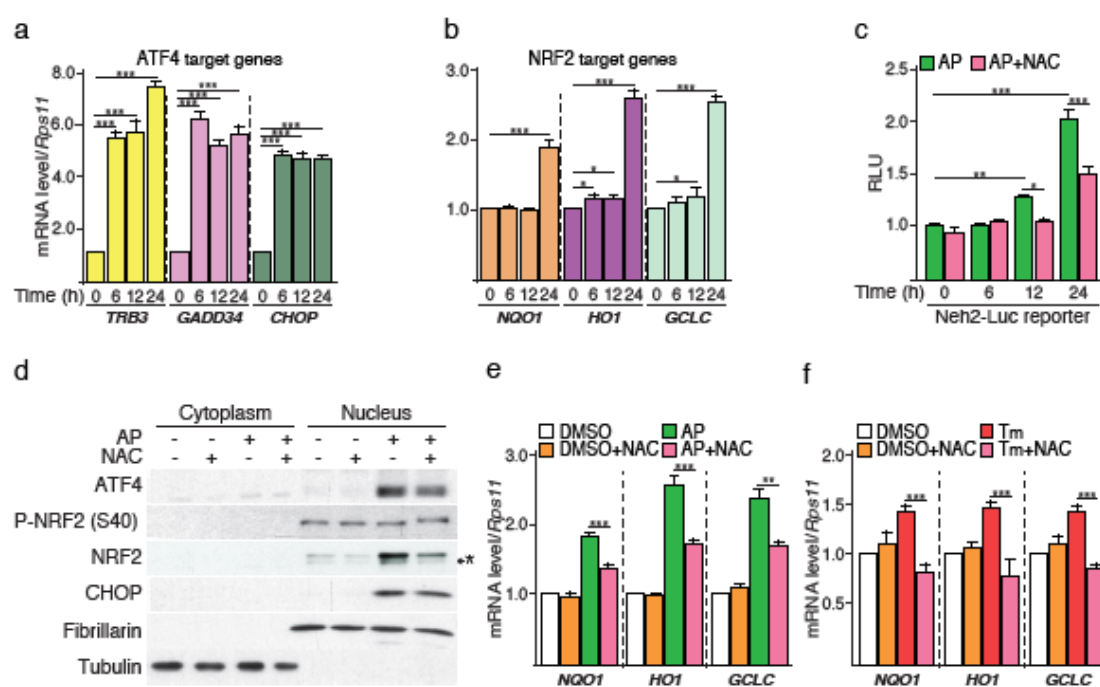 a
ATF4 target genes
8.0
6.0
4.0
2.0
mRNA level/Rps11
*** *** ***
*** *** ***
*** *** ***
Time (h) 0 6 12 24 0 6 12 24 0 6 12 24
TRB3 GADD34 CHOP
b
NRF2 target genes
3.0
2.0
1.0
***
*** * *
*** *
0 6 12 24 0 6 12 24 0 6 12 24
NQO1 HO1 GCLC
c
AP AP+NAC
2.5
2.0
1.5
1.0
RLU
*** ***
** *
Time (h) 0 6 12 24
Neh2-Luc reporter
d
Cytoplasm Nucleus
AP - - + + - - + +
NAC - + - + - + - +
ATF4
P-NRF2 (S40)
NRF2
*
CHOP
Fibrillarin
Tubulin
e
DMSO AP
DMSO+NAC AP+NAC
3.0
2.0
1.0
mRNA level/Rps11
*** *** **
NQO1 HO1 GCLC
f
DMSO Tm
DMSO+NAC Tm+NAC
2.0
1.5
1.0
0.5
mRNA level/Rps11
*** *** ***
NQO1 HO1 GCLC